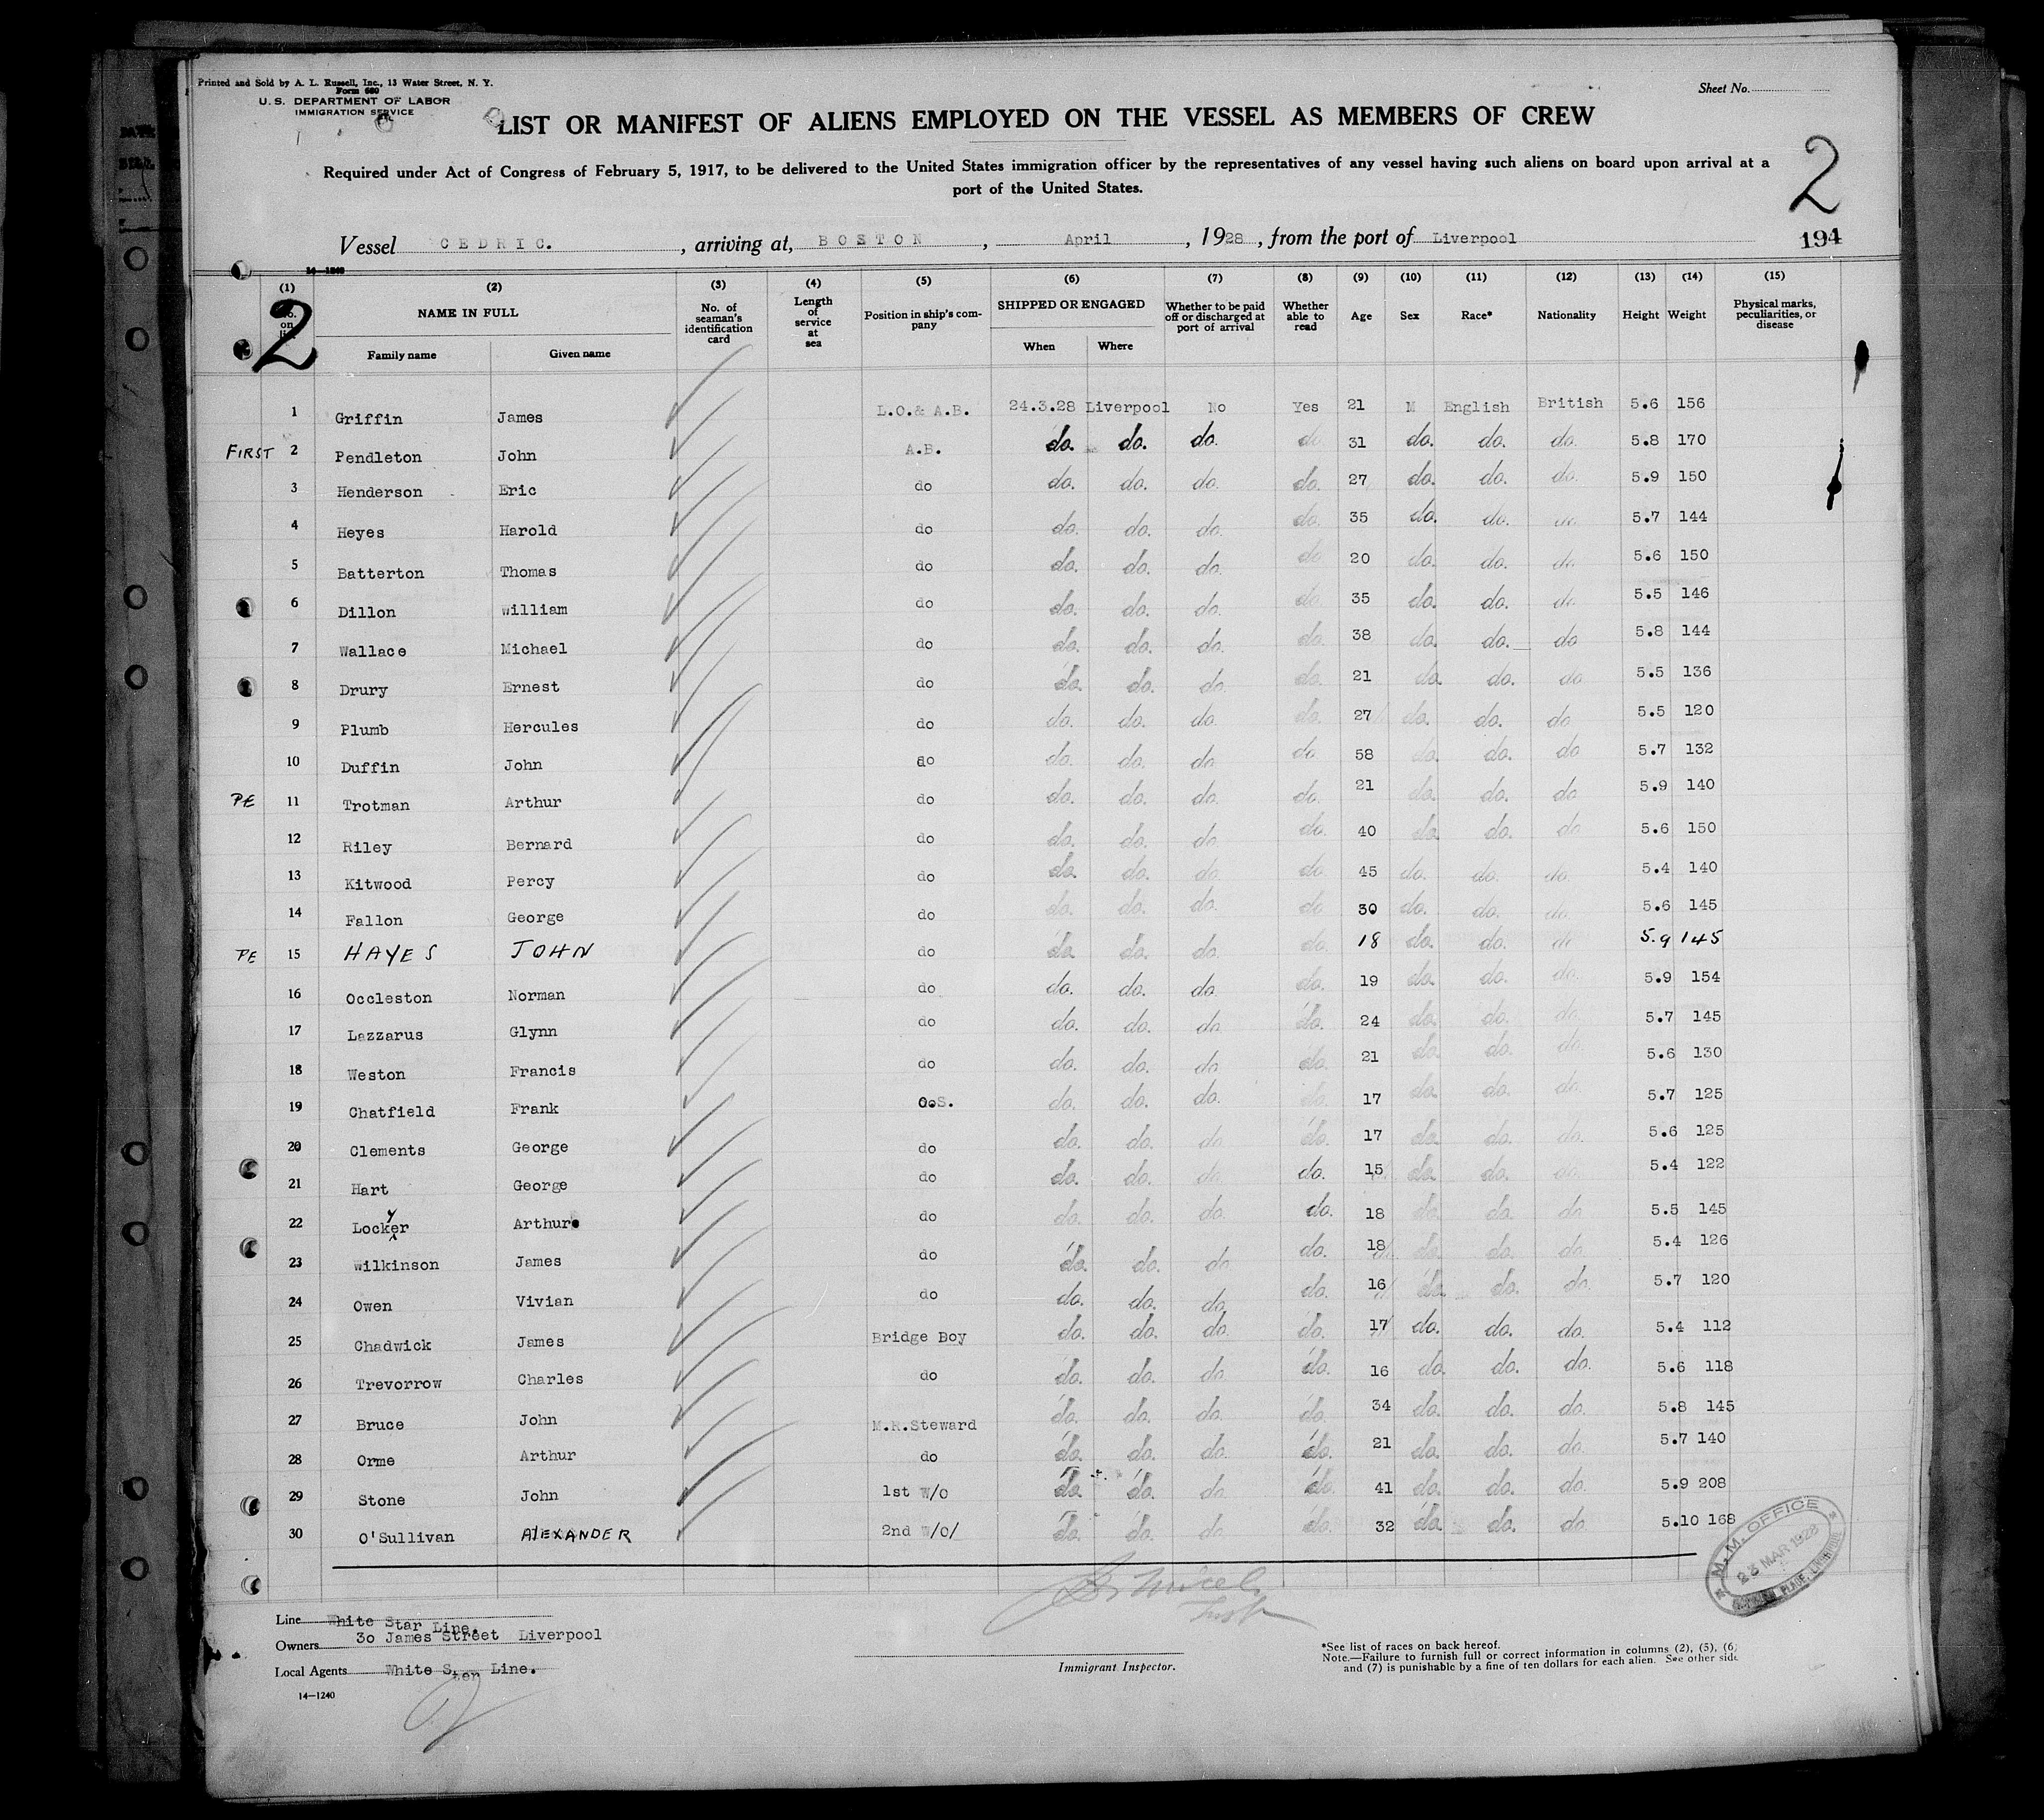 Printed and Sold by A. L. Russell, Inc., 13 Water Street, N. Y.
Form 680
U. S. DEPARTMENT OF LABOR
IMMIGRATION SERVICE
Sheet No.
LIST OR MANIFEST OF ALIENS EMPLOYED ON THE VESSEL AS MEMBERS OF CREW
Required under Act of Congress of February 5, 1917, to be delivered to the United States immigration officer by the representatives of any vessel having such aliens on board upon arrival at a
port of the United States.
2
Vessel CEDRIC. , arriving at, BOSTON , April , 1928 , from the port of Liverpool
194
14-1240
(1) (2) (3) (4) (5) (6) (7) (8) (9) (10) (11) (12) (13) (14) (15)
No. on list NAME IN FULL Family name Given name No. of seaman's identification card Length of service at sea Position in ship's company SHIPPED OR ENGAGED When Where Whether to be paid off or discharged at port of arrival Whether able to read Age Sex Race* Nationality Height Weight Physical marks, peculiarities, or disease
2
1 Griffin James L.O.& A.B. 24.3.28 Liverpool No Yes 21 M English British 5.6 156
FIRST 2 Pendleton John A.B. do. do. do. do 31 do. do. do. 5.8 170
3 Henderson Eric do do. do. do. do. 27 do. do. do. 5.9 150
4 Heyes Harold do do. do. do. do. 35 do. do. do. 5.7 144
5 Batterton Thomas do do. do. do. do 20 do. do. do. 5.6 150
6 Dillon William do do. do. do. do. 35 do. do. do. 5.5 146
7 Wallace Michael do do. do. do. do. 38 do. do. do 5.8 144
8 Drury Ernest do do. do. do. do. 21 do. do. do 5.5 136
9 Plumb Hercules do do. do. do. do. 27 do. do. do 5.5 120
10 Duffin John do do. do. do do 58 do. do. do 5.7 132
PE 11 Trotman Arthur do do. do. do. do. 21 do. do. do 5.9 140
12 Riley Bernard do do. do. do. do. 40 do. do. do 5.6 150
13 Kitwood Percy do do. do. do. do 45 do. do. do. 5.4 140
14 Fallon George do do. do. do. do 30 do. do. do. 5.6 145
PE 15 HAYES JOHN do do. do. do. do. 18 do. do. do 5.9 145
16 Occleston Norman do do. do. do. do. 19 do. do. do. 5.9 154
17 Lazzarus Glynn do do. do. do. do. 24 do. do. do. 5.7 145
18 Weston Francis do do. do. do. do. 21 do. do. do. 5.6 130
19 Chatfield Frank O.S. do. do. do. do. 17 do. do. do. 5.7 125
20 Clements George do do. do. do do. 17 do. do. do. 5.6 125
21 Hart George do do. do. do. do. 15 do. do. do. 5.4 122
22 Lockyer Arthur do do. do. do. do. 18 do. do. do. 5.5 145
23 Wilkinson James do do. do. do do. 18 do. do. do. 5.4 126
24 Owen Vivian do do. do. do. do. 16 do. do. do. 5.7 120
25 Chadwick James Bridge Boy do. do. do. do. 17 do. do. do. 5.4 112
26 Trevorrow Charles do do. do. do. do. 16 do. do. do. 5.6 118
27 Bruce John M.R.Steward do. do. do. do. 34 do. do. do. 5.8 145
28 Orme Arthur do do. do. do. do. 21 do. do. do. 5.7 140
29 Stone John 1st W/O do. do. do. do. 41 do. do. do. 5.9 208
30 O'Sullivan ALEXANDER 2nd W/O/ do. do. do do. 32 do. do. do. 5.10 168
M. M. OFFICE
23 MAR 1928
PLACE, LIVERPOOL
Line White Star Line.
Owners 30 James Street Liverpool
Local Agents White Line.
14-1240
Immigrant Inspector.
*See list of races on back hereof.
Note.—Failure to furnish full or correct information in columns (2), (5), (6)
and (7) is punishable by a fine of ten dollars for each alien. See other side